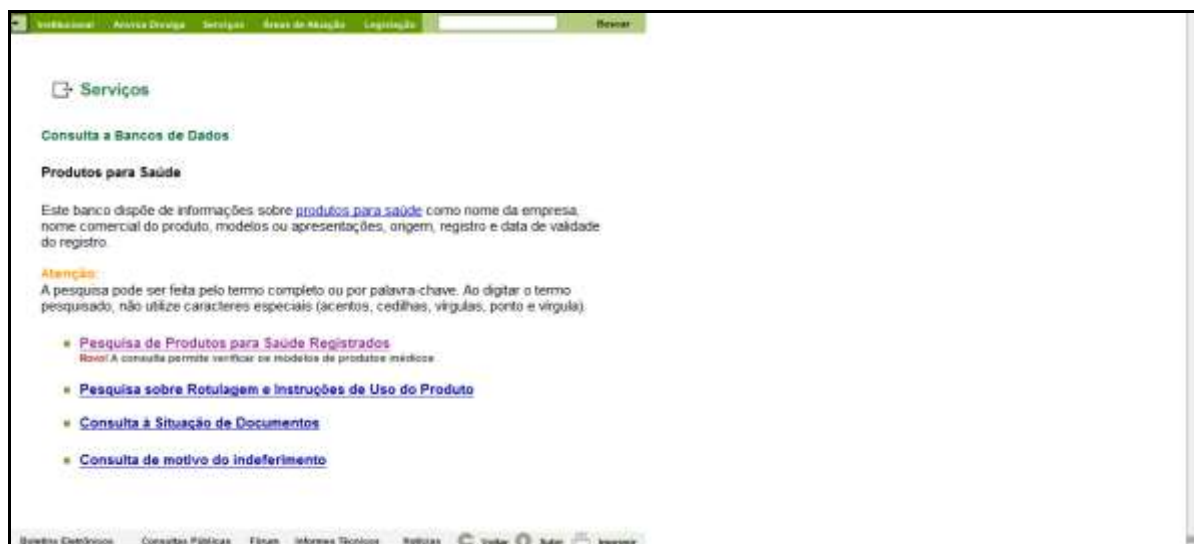 Institucional Anvisa Divulga Serviços Áreas de Atuação Legislação Buscar
Serviços
Consulta a Bancos de Dados
Produtos para Saúde
Este banco dispõe de informações sobre produtos para saúde como nome da empresa,
nome comercial do produto, modelos ou apresentações, origem, registro e data de validade
do registro.
Atenção:
A pesquisa pode ser feita pelo termo completo ou por palavra-chave. Ao digitar o termo
pesquisado, não utilize caracteres especiais (acentos, cedilhas, vírgulas, ponto e vírgula).
Pesquisa de Produtos para Saúde Registrados
Novo! A consulta permite verificar os modelos de produtos médicos
Pesquisa sobre Rotulagem e Instruções de Uso do Produto
Consulta à Situação de Documentos
Consulta de motivo do indeferimento
Boletins Eletrônicos Consultas Públicas Fórum Informes Técnicos Notícias Voltar Subir Imprimir